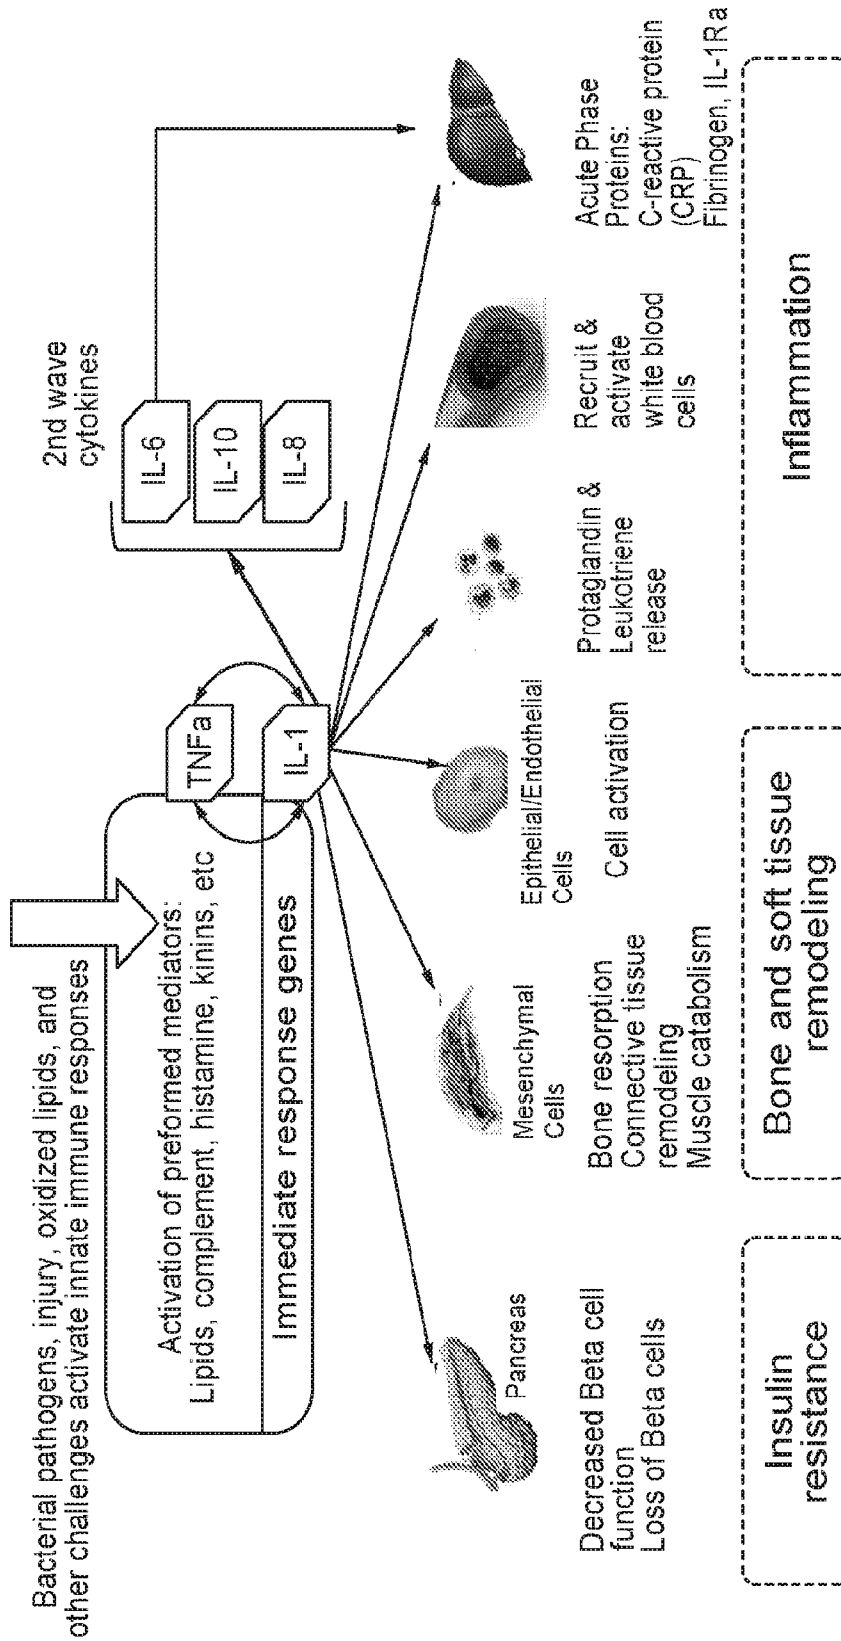 Bacterial pathogens, injury, oxidized lipids, and
other challenges activate innate immune responses
Activation of preformed mediators:
Lipids, complement, histamine, kinins, etc
Immediate response genes
TNFa
IL-1
2nd wave
cytokines
IL-6
IL-10
IL-8
Pancreas
Decreased Beta cell
function
Loss of Beta cells
Mesenchymal
Cells
Bone resorption
Connective tissue
remodeling
Muscle catabolism
Epithelial/Endothelial
Cells
Cell activation
Protaglandin &
Leukotriene
release
Recruit &
activate
white blood
cells
Acute Phase
Proteins:
C-reactive protein
(CRP)
Fibrinogen, IL-1Ra
Insulin
resistance
Bone and soft tissue
remodeling
Inflammation